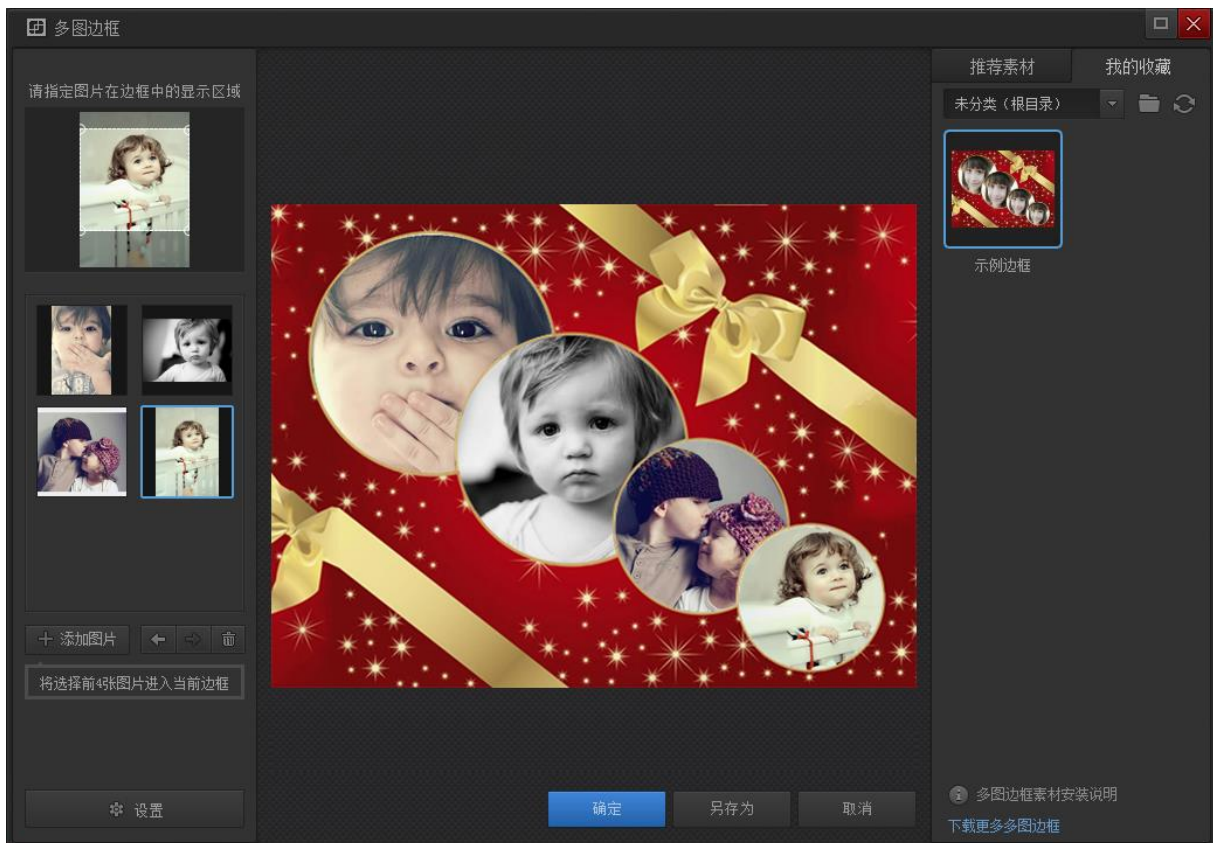 多图边框
请指定图片在边框中的显示区域
添加图片
将选择前4张图片进入当前边框
设置
确定
另存为
取消
推荐素材
我的收藏
未分类（根目录）
示例边框
多图边框素材安装说明
下载更多多图边框